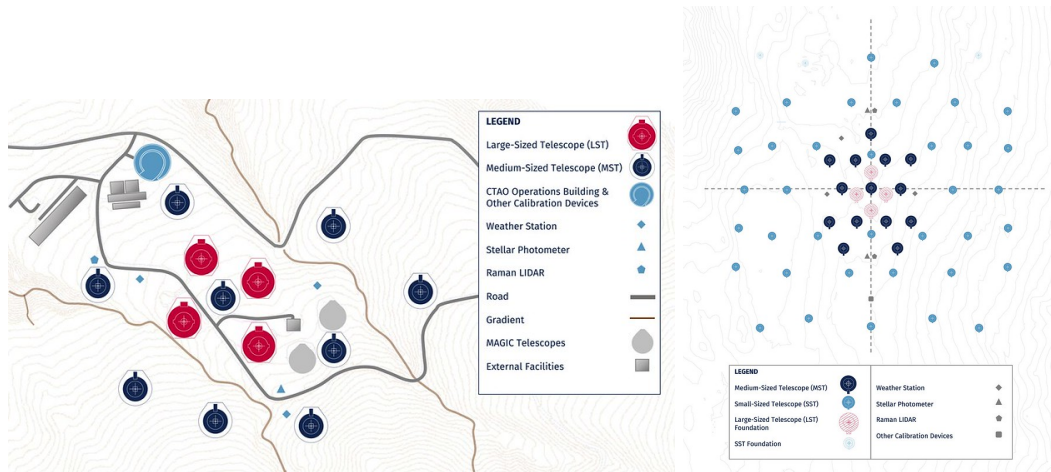 LEGEND
Large-Sized Telescope (LST)
Medium-Sized Telescope (MST)
CTAO Operations Building &
Other Calibration Devices
Weather Station
Stellar Photometer
Raman LIDAR
Road
Gradient
MAGIC Telescopes
External Facilities
LEGEND
Medium-Sized Telescope (MST)
Small-Sized Telescope (SST)
Large-Sized Telescope (LST)
Foundation
SST Foundation
Weather Station
Stellar Photometer
Raman LIDAR
Other Calibration Devices